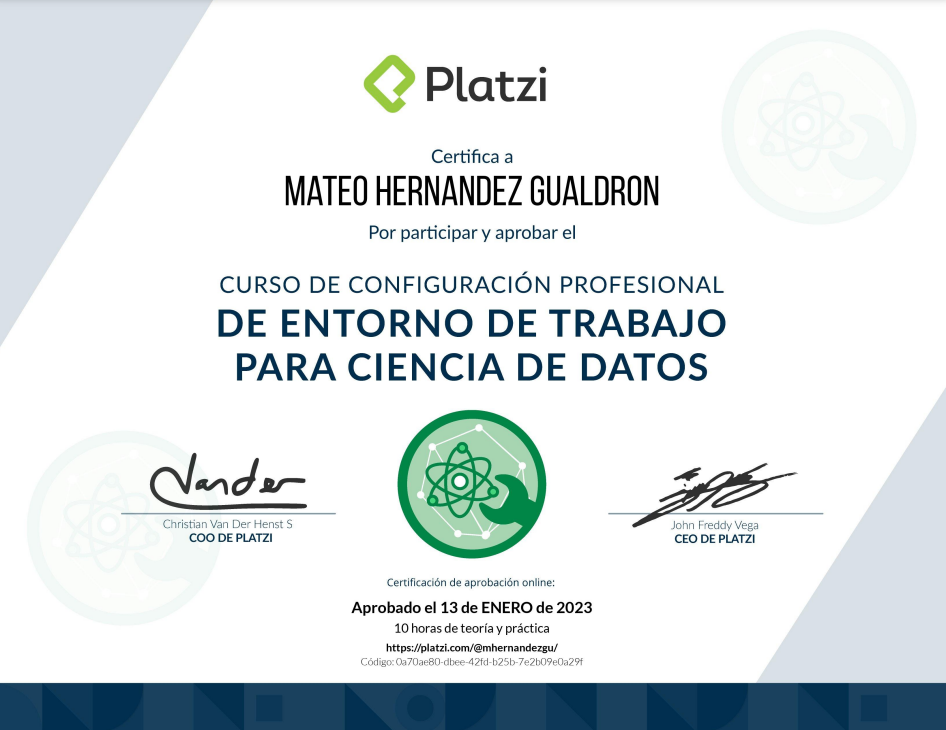 Platzi
Certifica a
MATEO HERNANDEZ GUALDRON
Por participar y aprobar el
CURSO DE CONFIGURACIÓN PROFESIONAL
DE ENTORNO DE TRABAJO
PARA CIENCIA DE DATOS
Vander
Christian Van Der Henst S
COO DE PLATZI
John Freddy Vega
CEO DE PLATZI
Certificación de aprobación online:
Aprobado el 13 de ENERO de 2023
10 horas de teoría y práctica
https://platzi.com/@mhernandezgu/
Código: 0a70ae80-dbee-42fd-b25b-7e2b09e0a29f